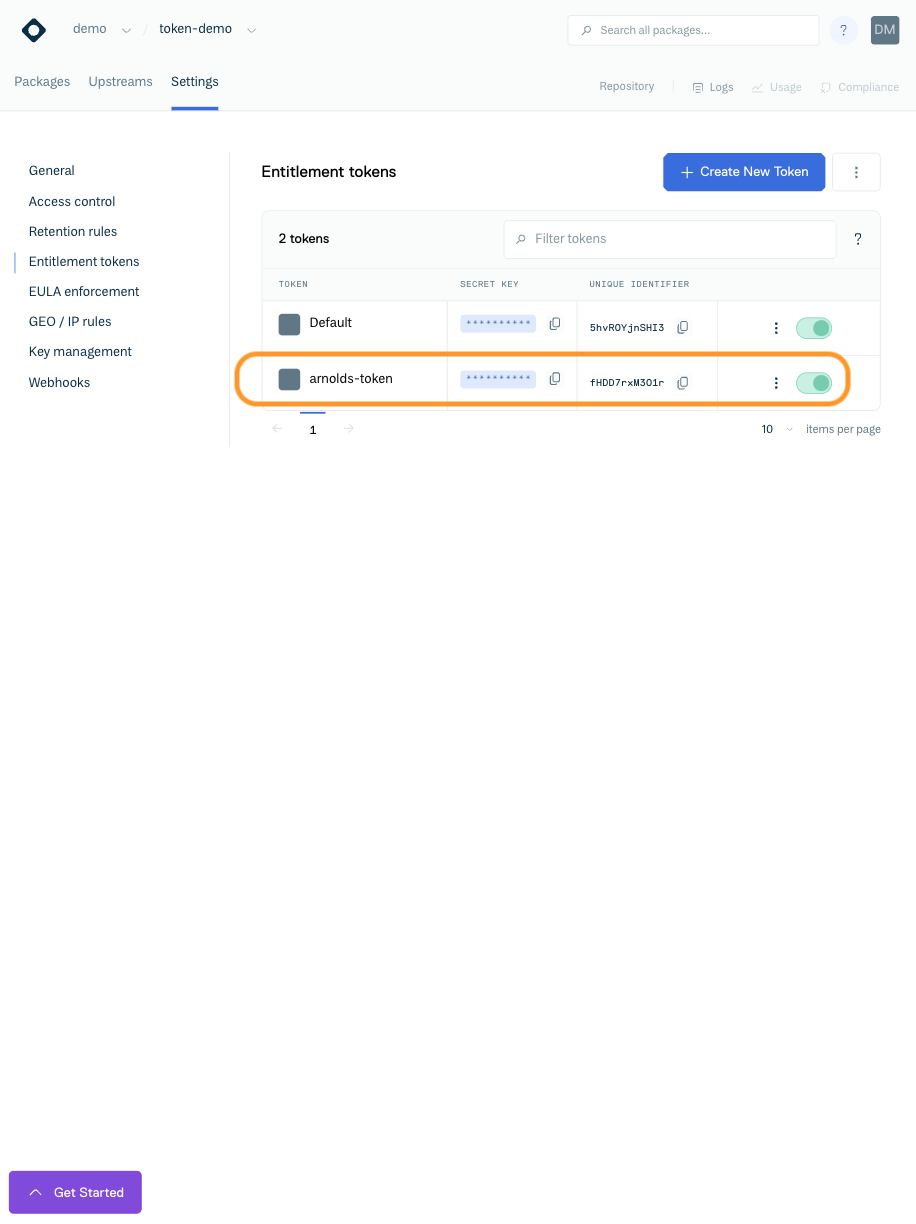 demo / token-demo
Search all packages...
?
DM
Packages Upstreams Settings
Repository Logs Usage Compliance
General
Access control
Retention rules
Entitlement tokens
EULA enforcement
GEO / IP rules
Key management
Webhooks
Entitlement tokens
+ Create New Token
2 tokens
Filter tokens
?
TOKEN SECRET KEY UNIQUE IDENTIFIER
Default ********** 5hvROYjnSHI3
arnolds-token ********** fHDD7rxM3O1r
1
10 items per page
Get Started